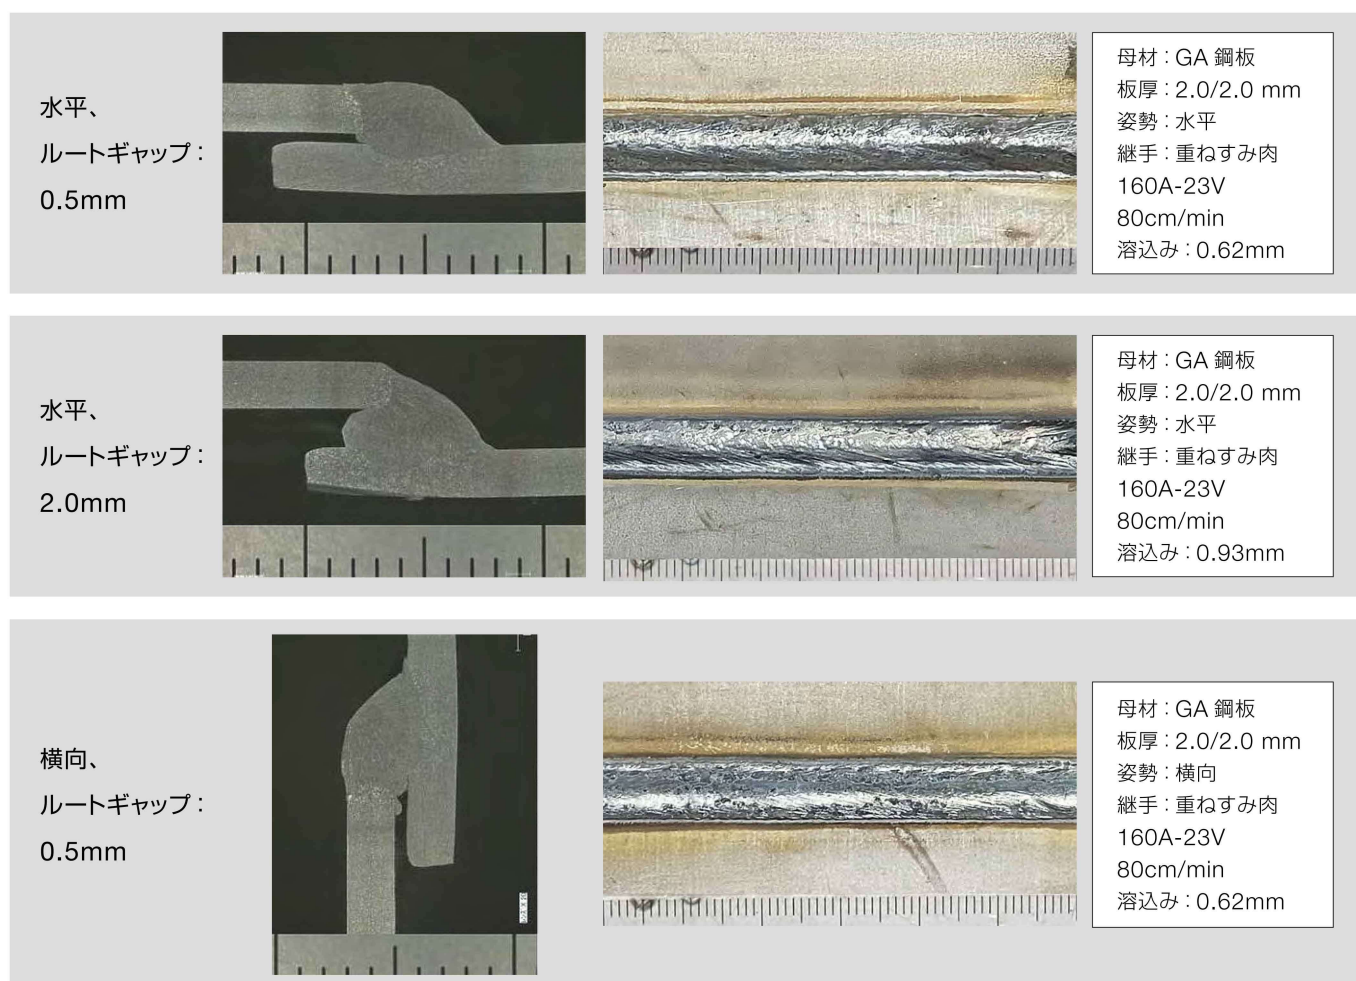 水平、
ルートギャップ：
0.5mm
母材：GA 鋼板
板厚：2.0/2.0 mm
姿勢：水平
継手：重ねすみ肉
160A-23V
80cm/min
溶込み：0.62mm
水平、
ルートギャップ：
2.0mm
母材：GA 鋼板
板厚：2.0/2.0 mm
姿勢：水平
継手：重ねすみ肉
160A-23V
80cm/min
溶込み：0.93mm
横向、
ルートギャップ：
0.5mm
母材：GA 鋼板
板厚：2.0/2.0 mm
姿勢：横向
継手：重ねすみ肉
160A-23V
80cm/min
溶込み：0.62mm